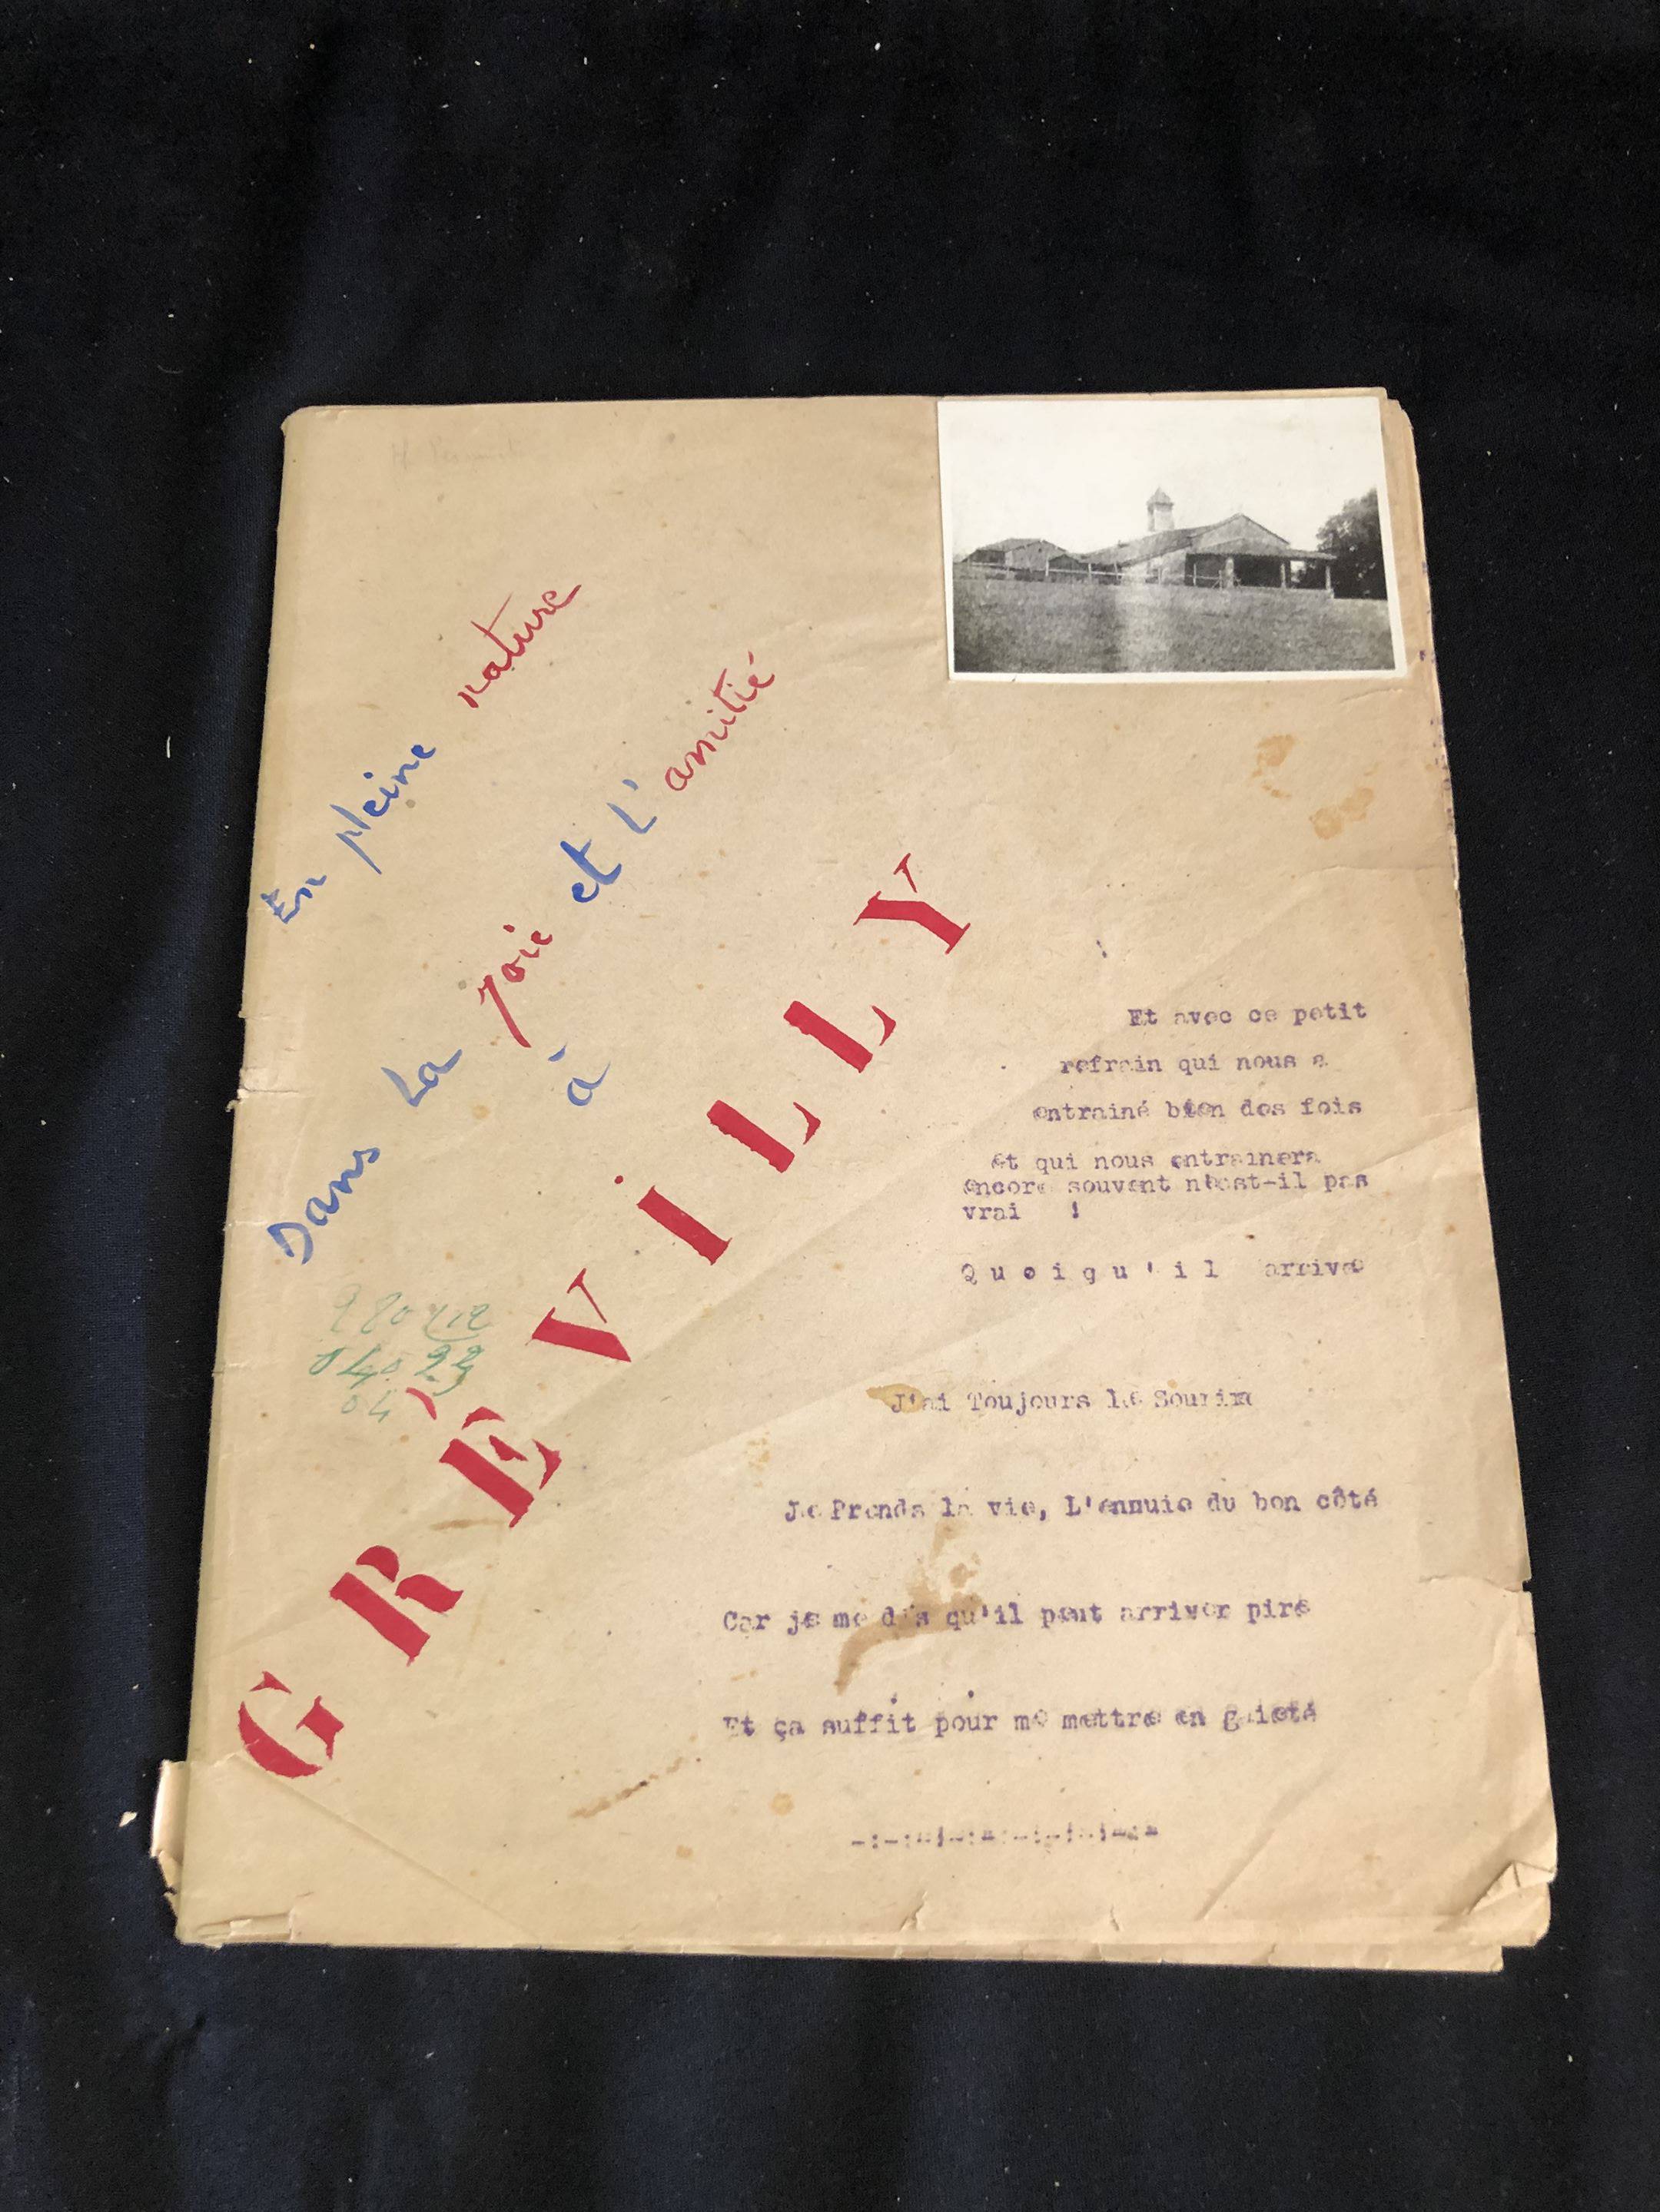 En pleine nature
Dans La joie et L'amitié
à
GRÈVILLY
Et avec ce petit
refrain qui nous a
entrainé bien des fois
et qui nous entrainera
encore souvent n'est-il pas
vrai !
Quoiqu'il arrive
J'ai Toujours le Sourire
Je Prends la vie, L'ennuie du bon côté
Car je me dis qu'il peut arriver pire
Et ça suffit pour me mettre en gaieté